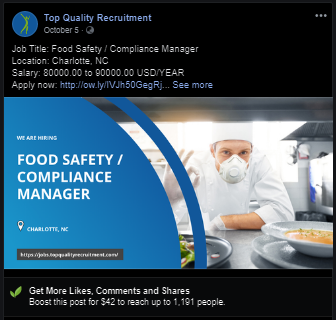 Top Quality Recruitment
October 5 ·
Job Title: Food Safety / Compliance Manager
Location: Charlotte, NC
Salary: 80000.00 to 90000.00 USD/YEAR
Apply now: http://ow.ly/IVJh50GegRj... See more
WE ARE HIRING
FOOD SAFETY /
COMPLIANCE
MANAGER
CHARLOTTE, NC
https://jobs.topqualityrecruitment.com/
Get More Likes, Comments and Shares
Boost this post for $42 to reach up to 1,191 people.